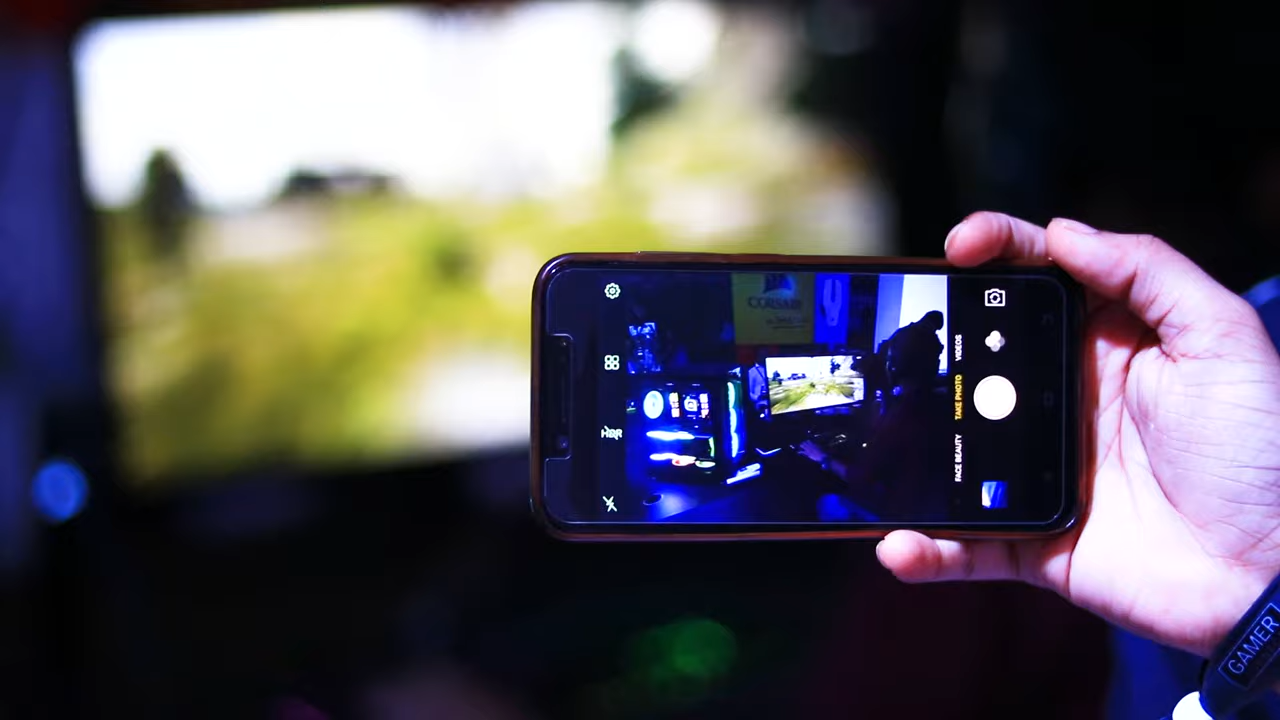 CORSAIR
HDR
VIDEOS
TAKE PHOTO
FACE BEAUTY
GAMER